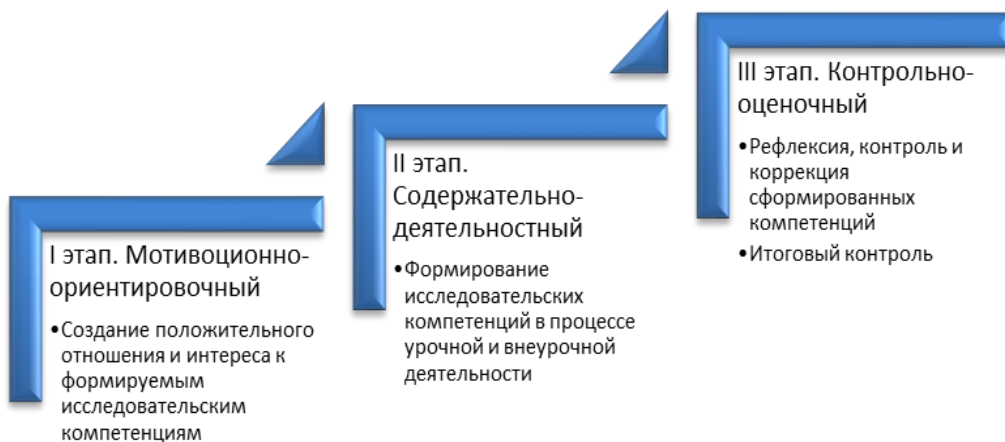 I этап. Мотивоционно-
ориентировочный
•Создание положительного
отношения и интереса к
формируемым
исследовательским
компетенциям
II этап.
Содержательно-
деятельностный
•Формирование
исследовательских
компетенций в процессе
урочной и внеурочной
деятельности
III этап. Контрольно-
оценочный
•Рефлексия, контроль и
коррекция
сформированных
компетенций
•Итоговый контроль